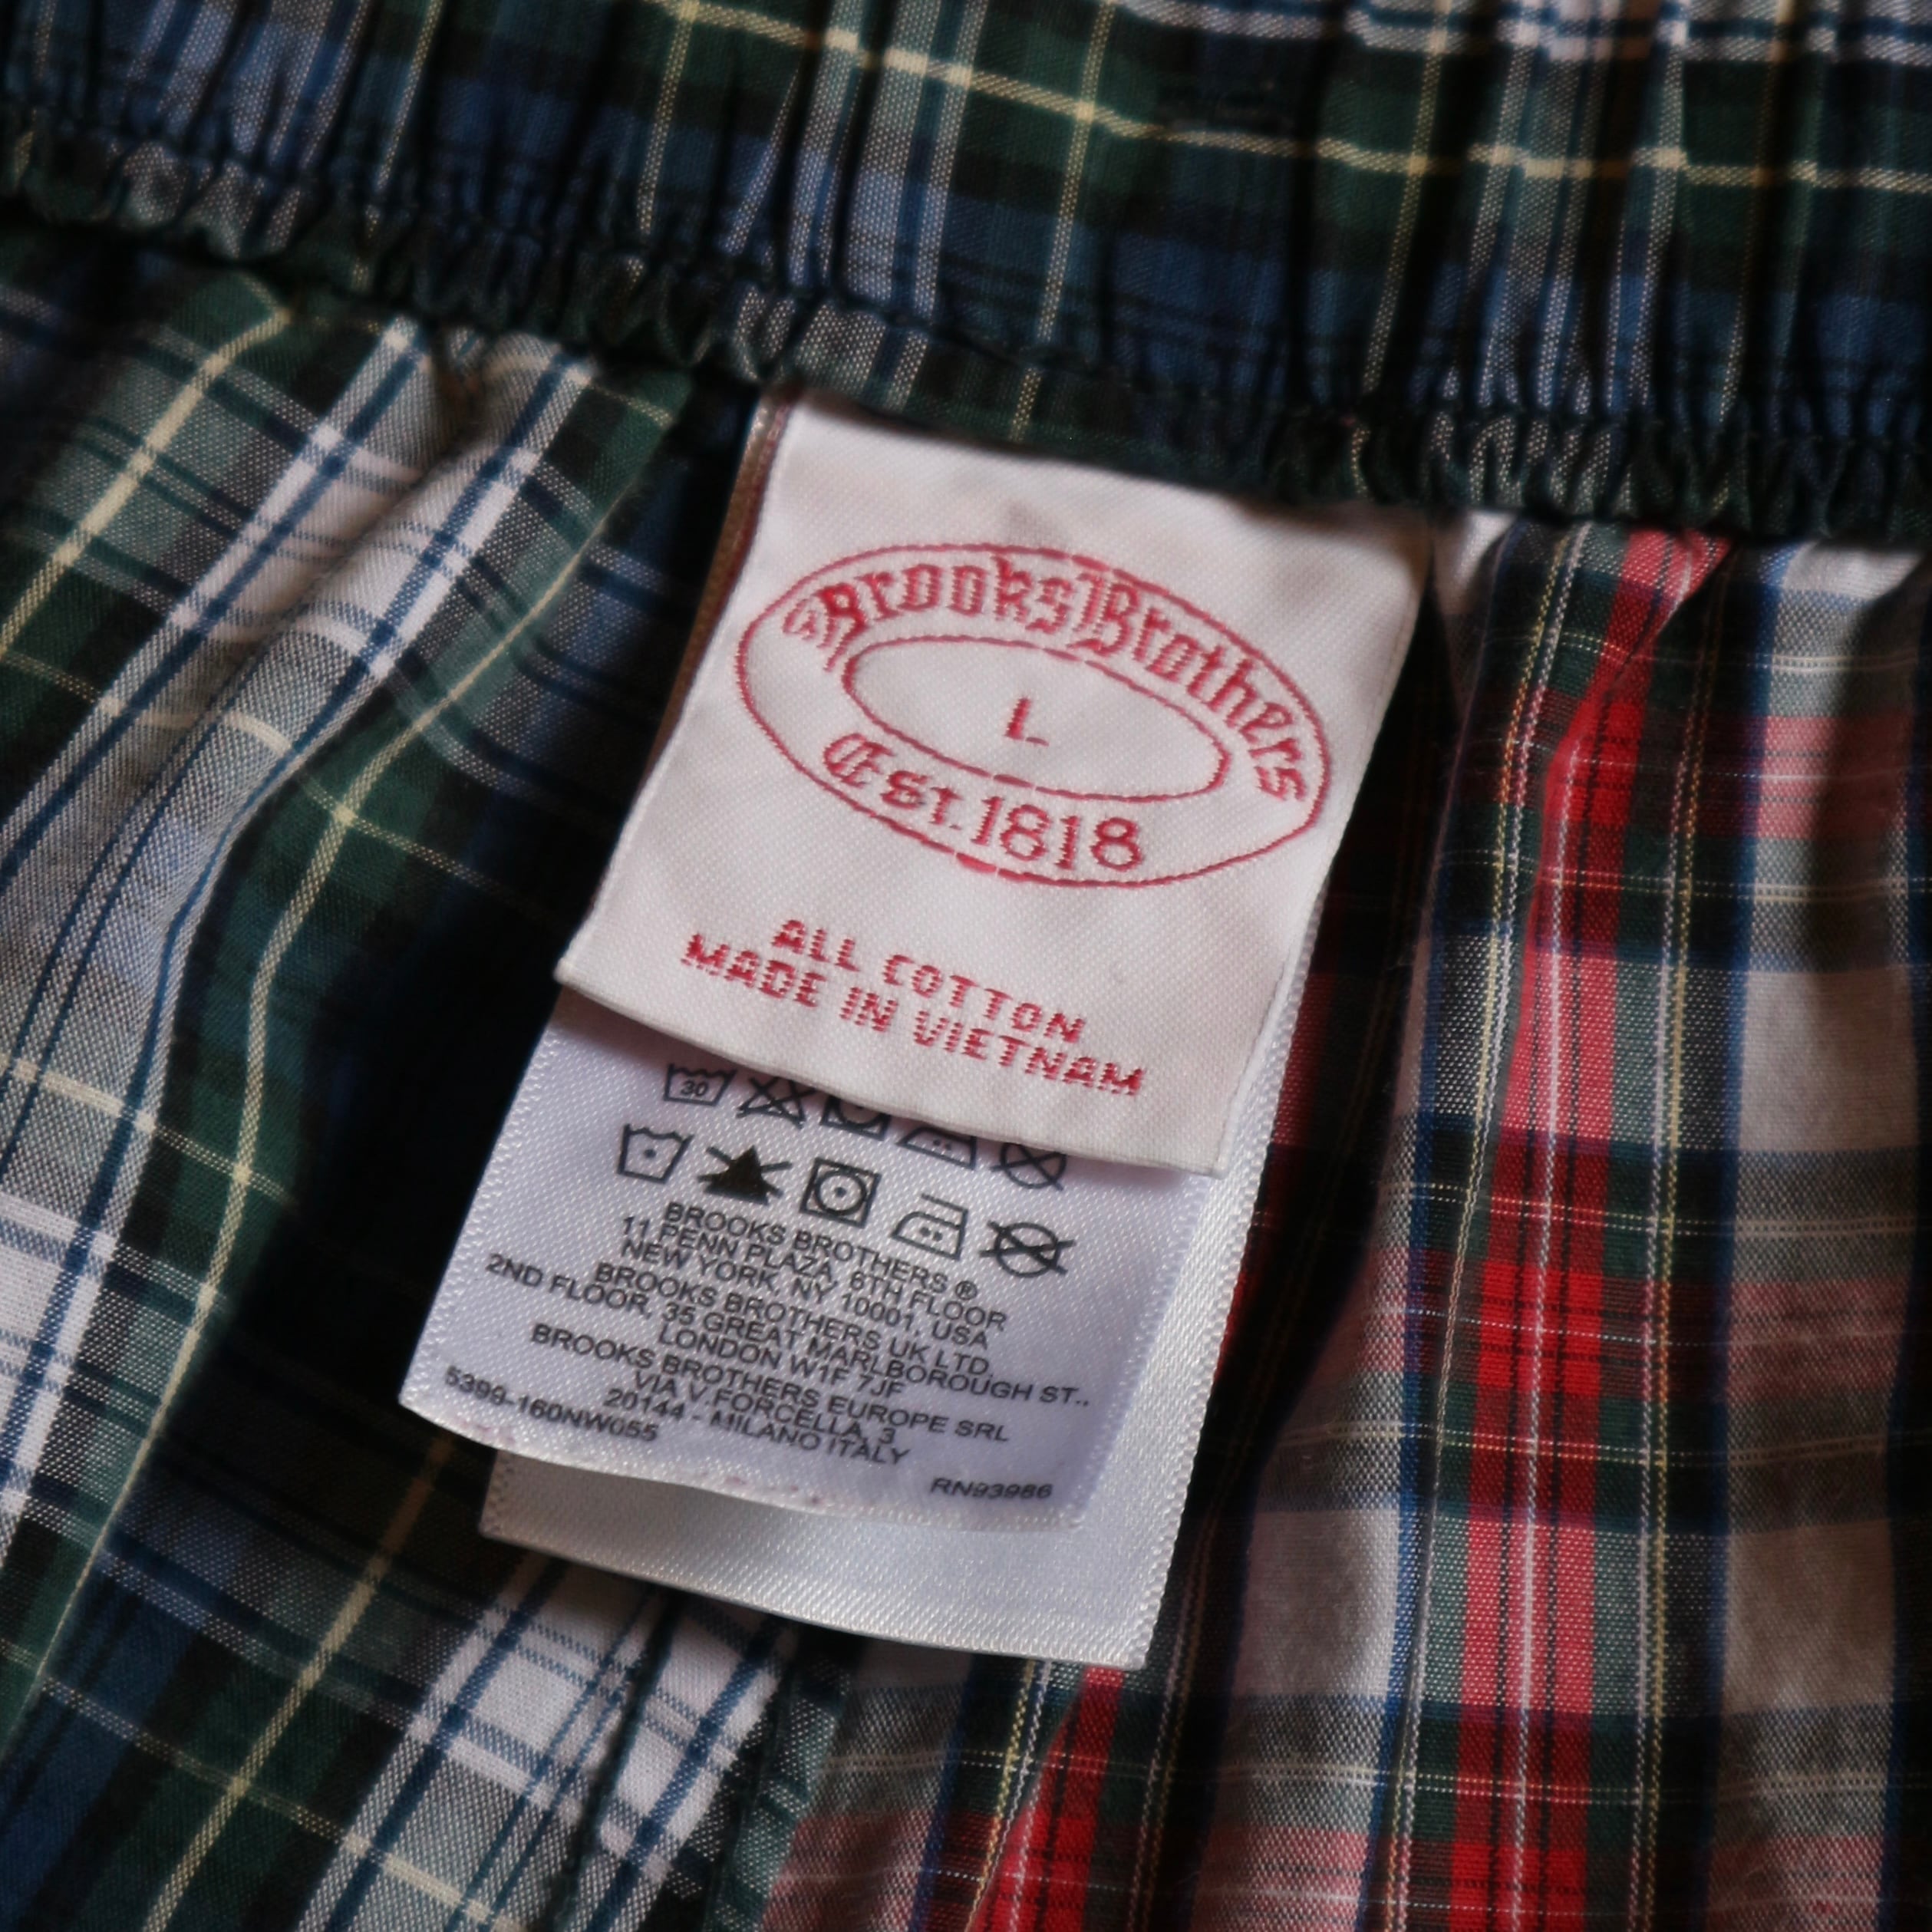 Brooks Brothers
L
Est. 1818
ALL COTTON
MADE IN VIETNAM
30
BROOKS BROTHERS ®
11 PENN PLAZA, 6TH FLOOR
NEW YORK, NY 10001, USA
BROOKS BROTHERS UK LTD.
2ND FLOOR, 35 GREAT MARLBOROUGH ST.,
LONDON W1F 7JF
BROOKS BROTHERS EUROPE SRL
VIA V.FORCELLA, 3
20144 - MILANO ITALY
5399-160NW055
RN93986